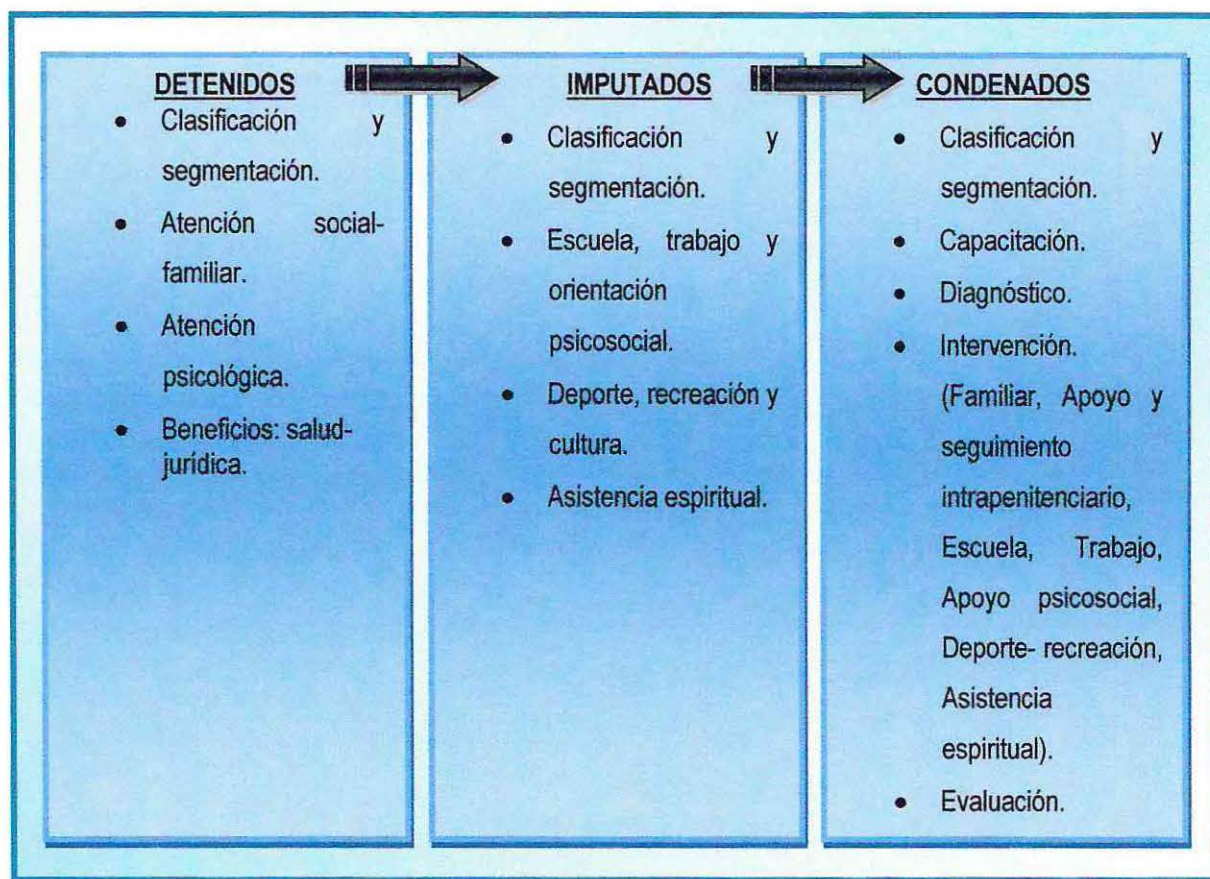 DETENIDOS
• Clasificación y
segmentación.
• Atención social-
familiar.
• Atención
psicológica.
• Beneficios: salud-
jurídica.
IMPUTADOS
• Clasificación y
segmentación.
• Escuela, trabajo y
orientación
psicosocial.
• Deporte, recreación y
cultura.
• Asistencia espiritual.
CONDENADOS
• Clasificación y
segmentación.
• Capacitación.
• Diagnóstico.
• Intervención.
(Familiar, Apoyo y
seguimiento
intrapenitenciario,
Escuela, Trabajo,
Apoyo psicosocial,
Deporte- recreación,
Asistencia
espiritual).
• Evaluación.